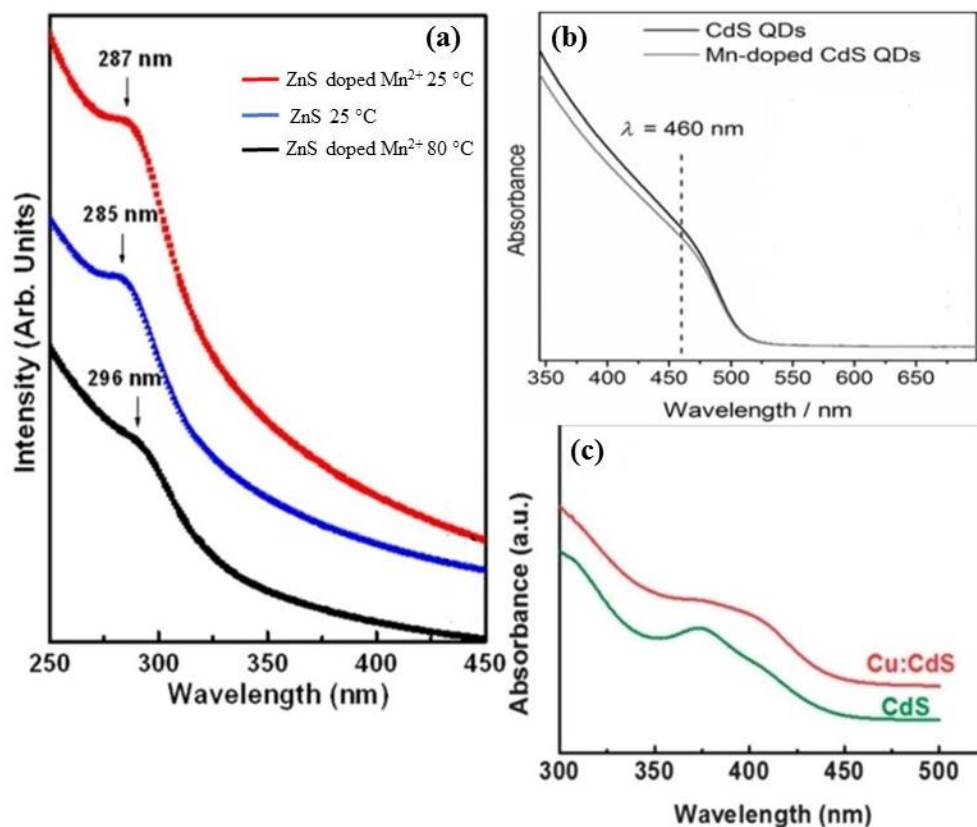 (a)
287 nm
ZnS doped Mn²⁺ 25 °C
ZnS 25 °C
ZnS doped Mn²⁺ 80 °C
285 nm
296 nm
Intensity (Arb. Units)
250 300 350 400 450
Wavelength (nm)
(b)
CdS QDs
Mn-doped CdS QDs
λ = 460 nm
Absorbance
345 400 450 500 550 600 650
Wavelength / nm
(c)
Absorbance (a.u.)
Cu:CdS
CdS
300 350 400 450 500
Wavelength (nm)